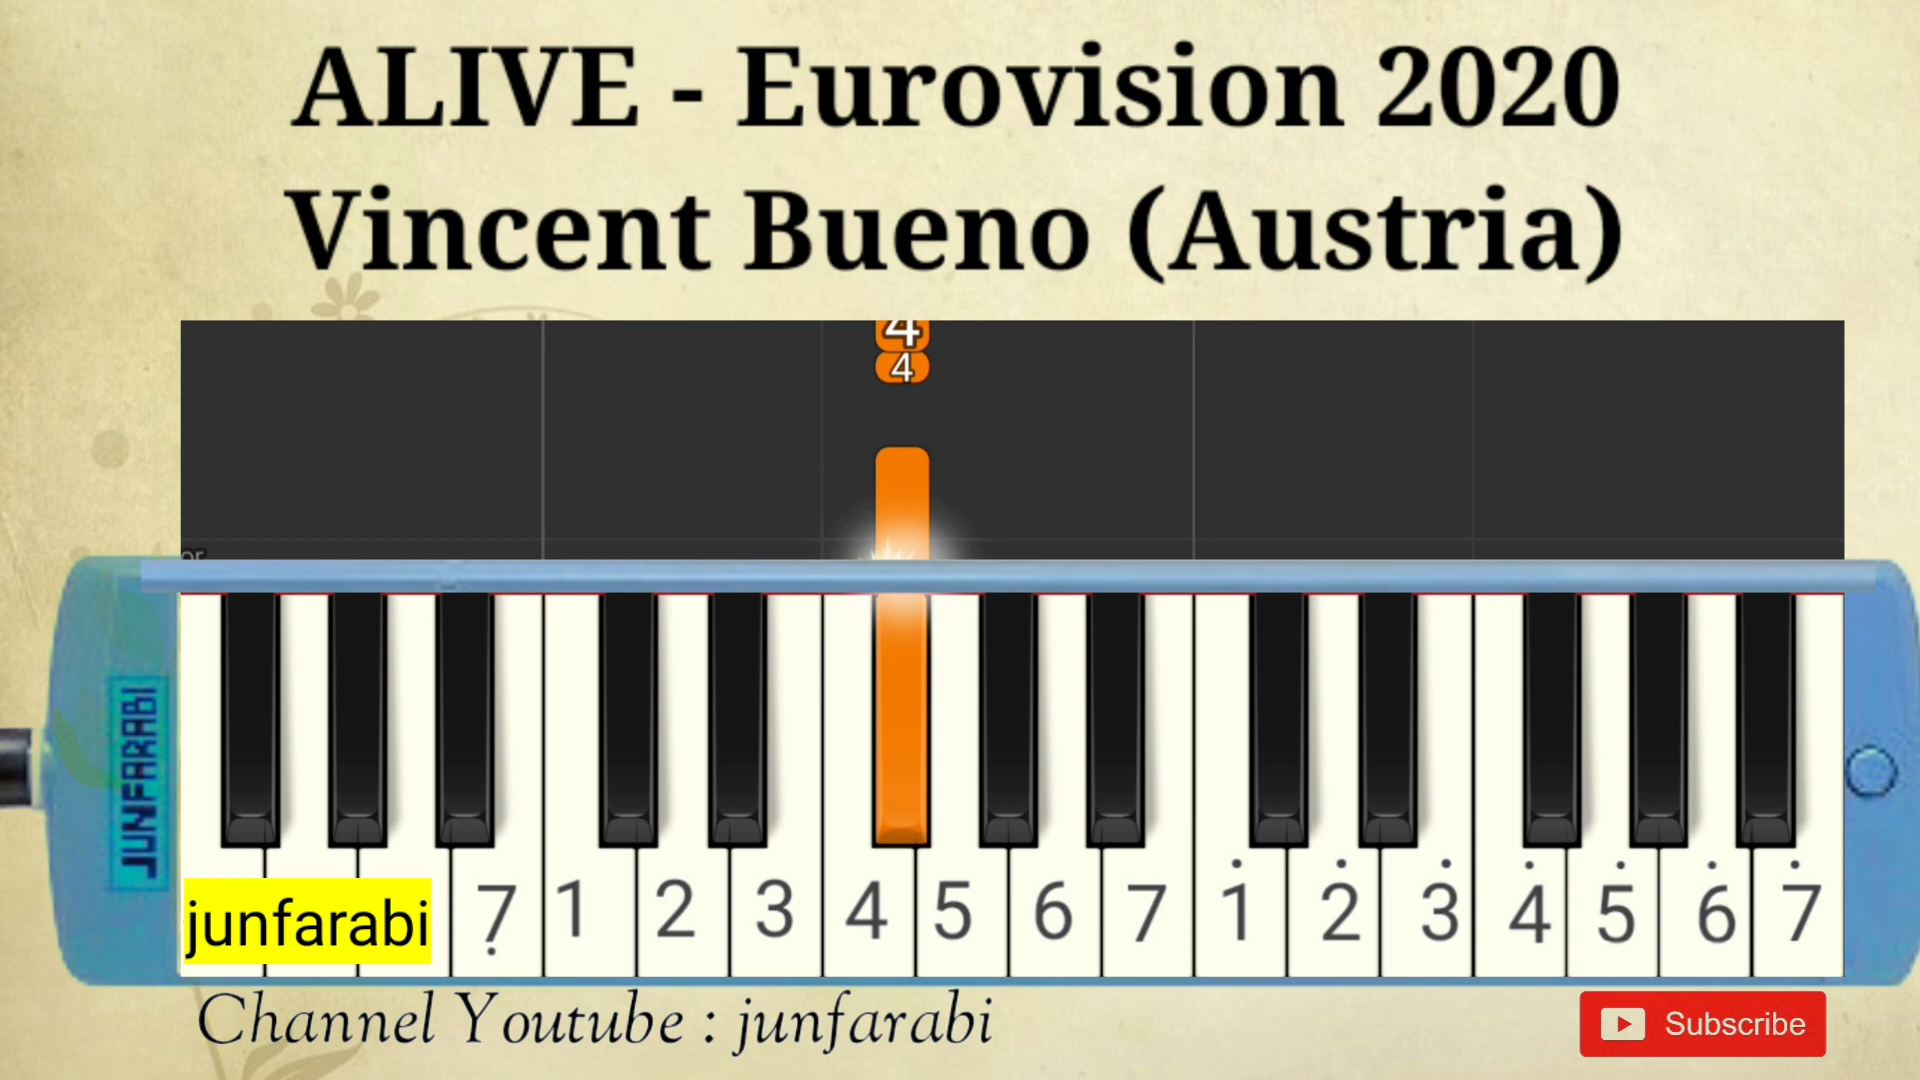 ALIVE - Eurovision 2020
Vincent Bueno (Austria)
4
4
or
JUNFARABI
junfarabi 7 1 2 3 4 5 6 7 1 2 3 4 5 6 7
Channel Youtube : junfarabi
Subscribe